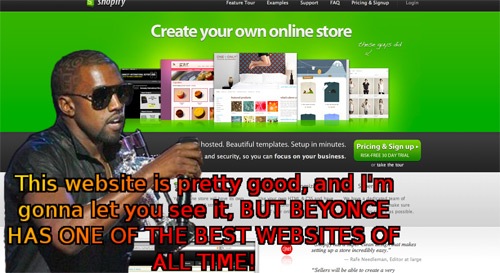 shopify
Feature Tour Examples Support FAQ Pricing & Signup Login
Create your own online store
these guys did
hosted. Beautiful templates. Setup in minutes.
and security, so you can focus on your business.
Pricing & Sign up
RISK-FREE 30 DAY TRIAL
or take the tour
This website is pretty good, and I'm
gonna let you see it, BUT BEYONCE
HAS ONE OF THE BEST WEBSITES OF
ALL TIME!
that makes
setting up a store incredibly easy."
— Rafe Needleman, Editor at large
"Sellers will be able to create a very